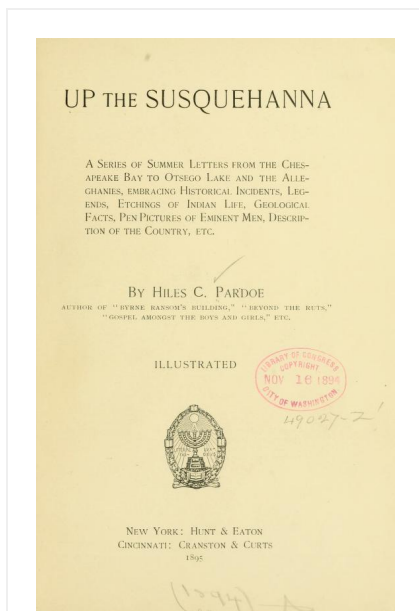 UP THE SUSQUEHANNA
A SERIES OF SUMMER LETTERS FROM THE CHES-
APEAKE BAY TO OTSEGO LAKE AND THE ALLE-
GHANIES, EMBRACING HISTORICAL INCIDENTS, LEG-
ENDS, ETCHINGS OF INDIAN LIFE, GEOLOGICAL
FACTS, PEN PICTURES OF EMINENT MEN, DESCRIP-
TION OF THE COUNTRY, ETC.
BY HILES C. PARDOE
AUTHOR OF "BYRNE RANSOM'S BUILDING," "BEYOND THE RUTS,"
"GOSPEL AMONGST THE BOYS AND GIRLS," ETC.
ILLUSTRATED
LIBRARY OF CONGRESS
COPYRIGHT
NOV 16 1894
CITY OF WASHINGTON
49027-Z'
NEW YORK: HUNT & EATON
CINCINNATI: CRANSTON & CURTS
1895